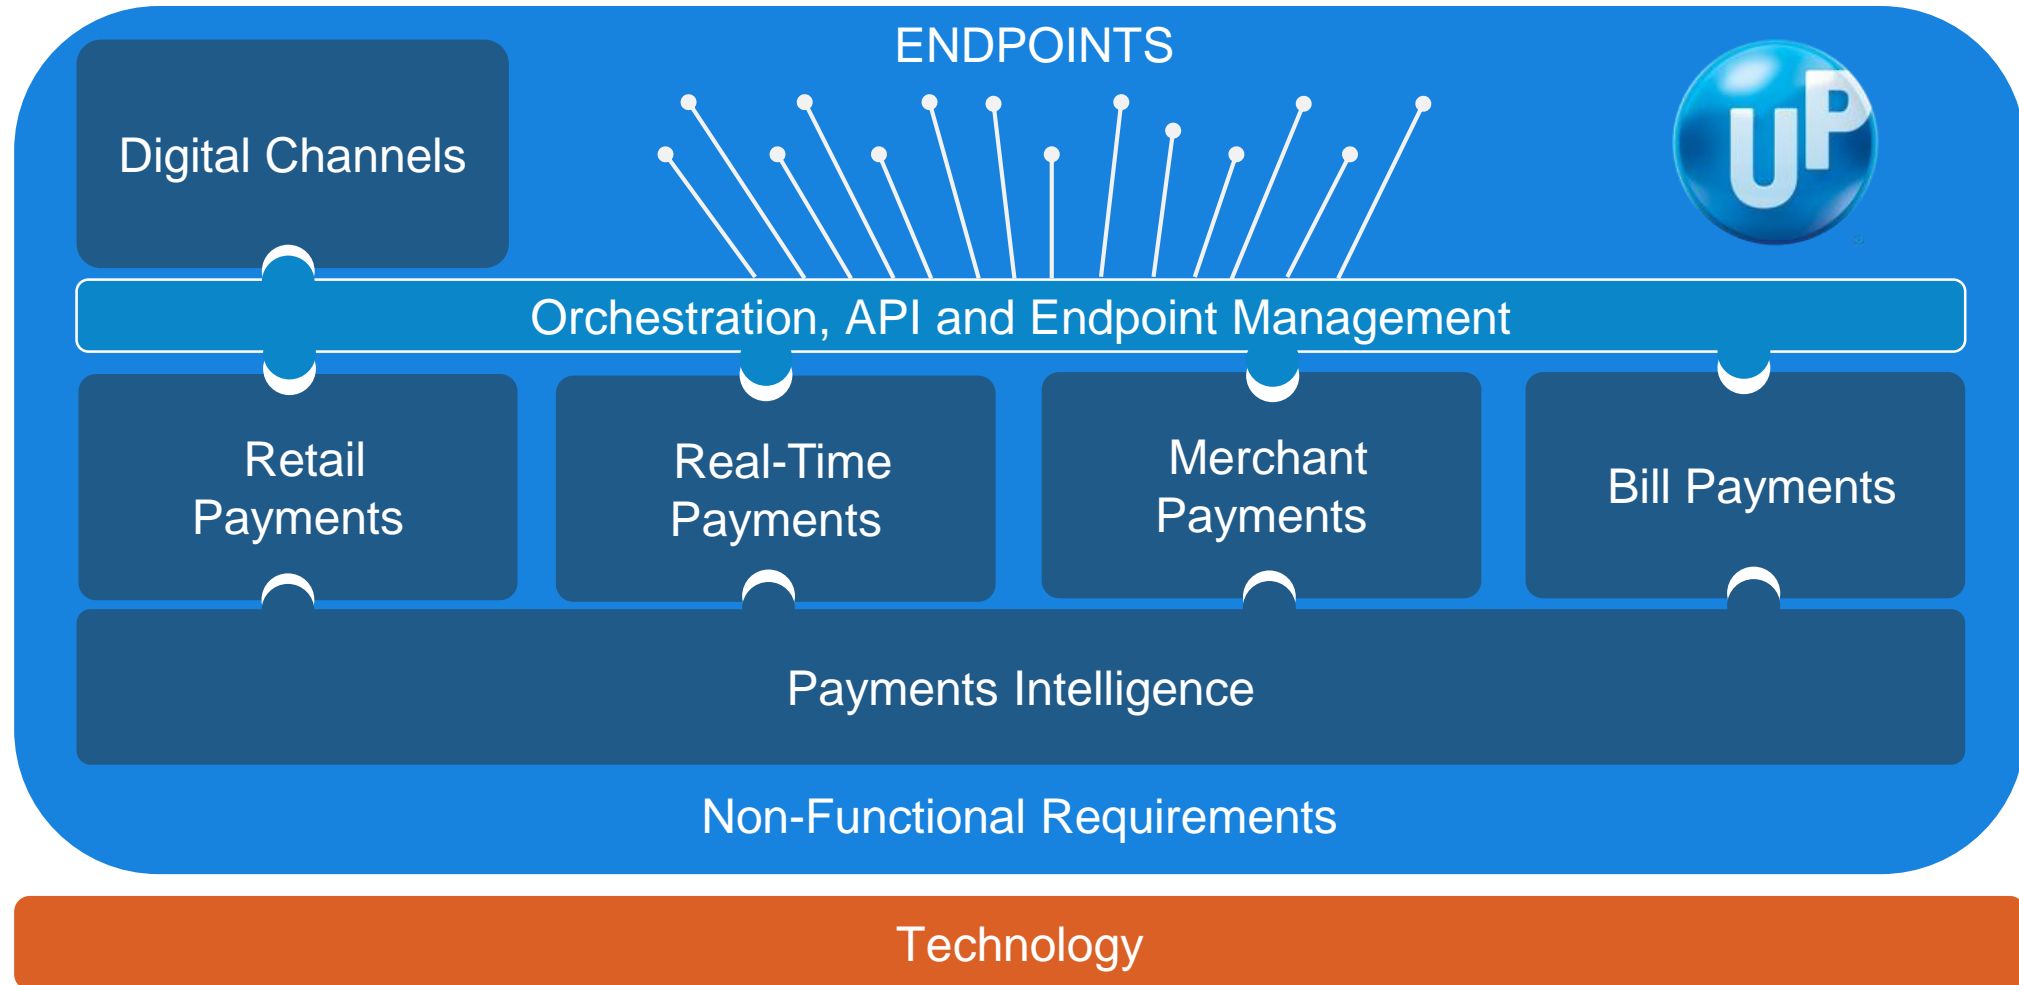 ENDPOINTS
UP
Digital Channels
Orchestration, API and Endpoint Management
Retail
Payments
Real-Time
Payments
Merchant
Payments
Bill Payments
Payments Intelligence
Non-Functional Requirements
Technology